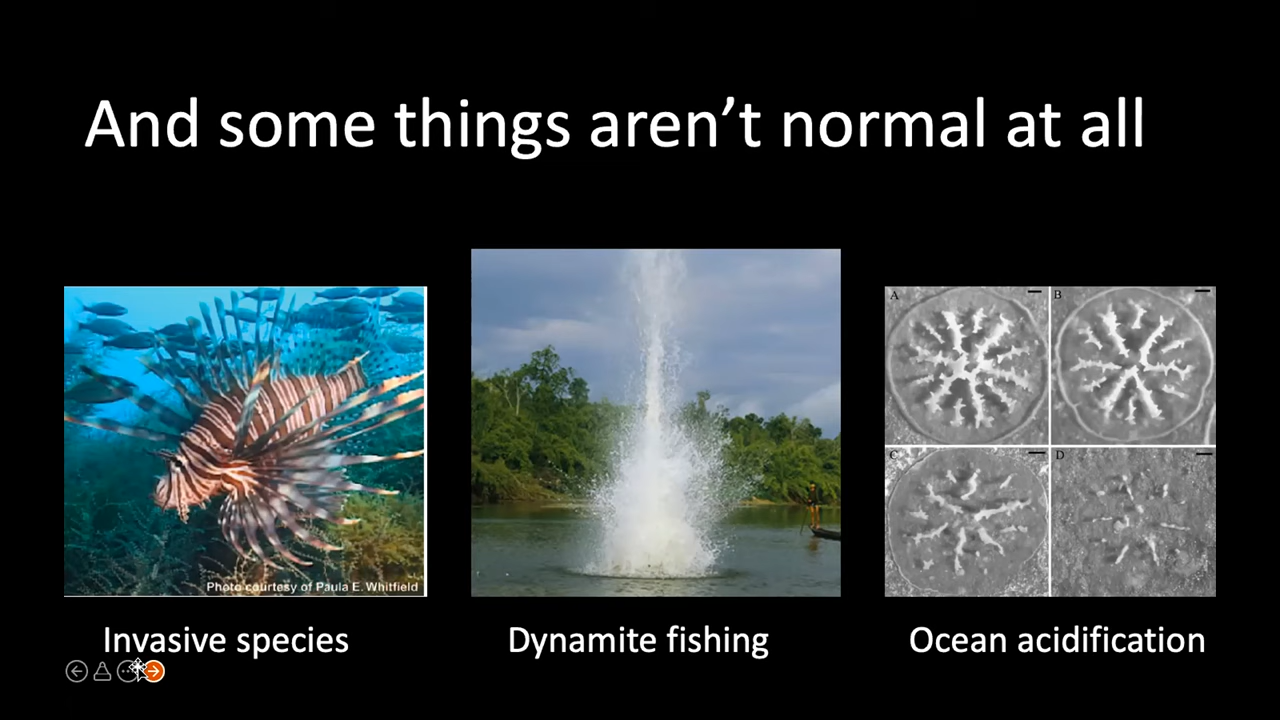 And some things aren’t normal at all
A
B
C
D
Photo courtesy of Paula E. Whitfield
Invasive species
Dynamite fishing
Ocean acidification